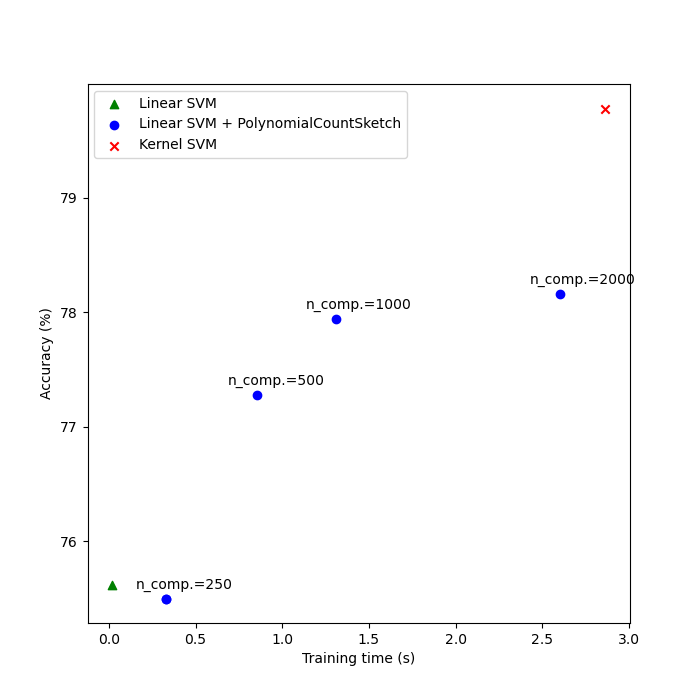 Linear SVM
Linear SVM + PolynomialCountSketch
Kernel SVM
79
n_comp.=2000
78
n_comp.=1000
n_comp.=500
77
76
n_comp.=250
0.0 0.5 1.0 1.5 2.0 2.5 3.0
Training time (s)
Accuracy (%)